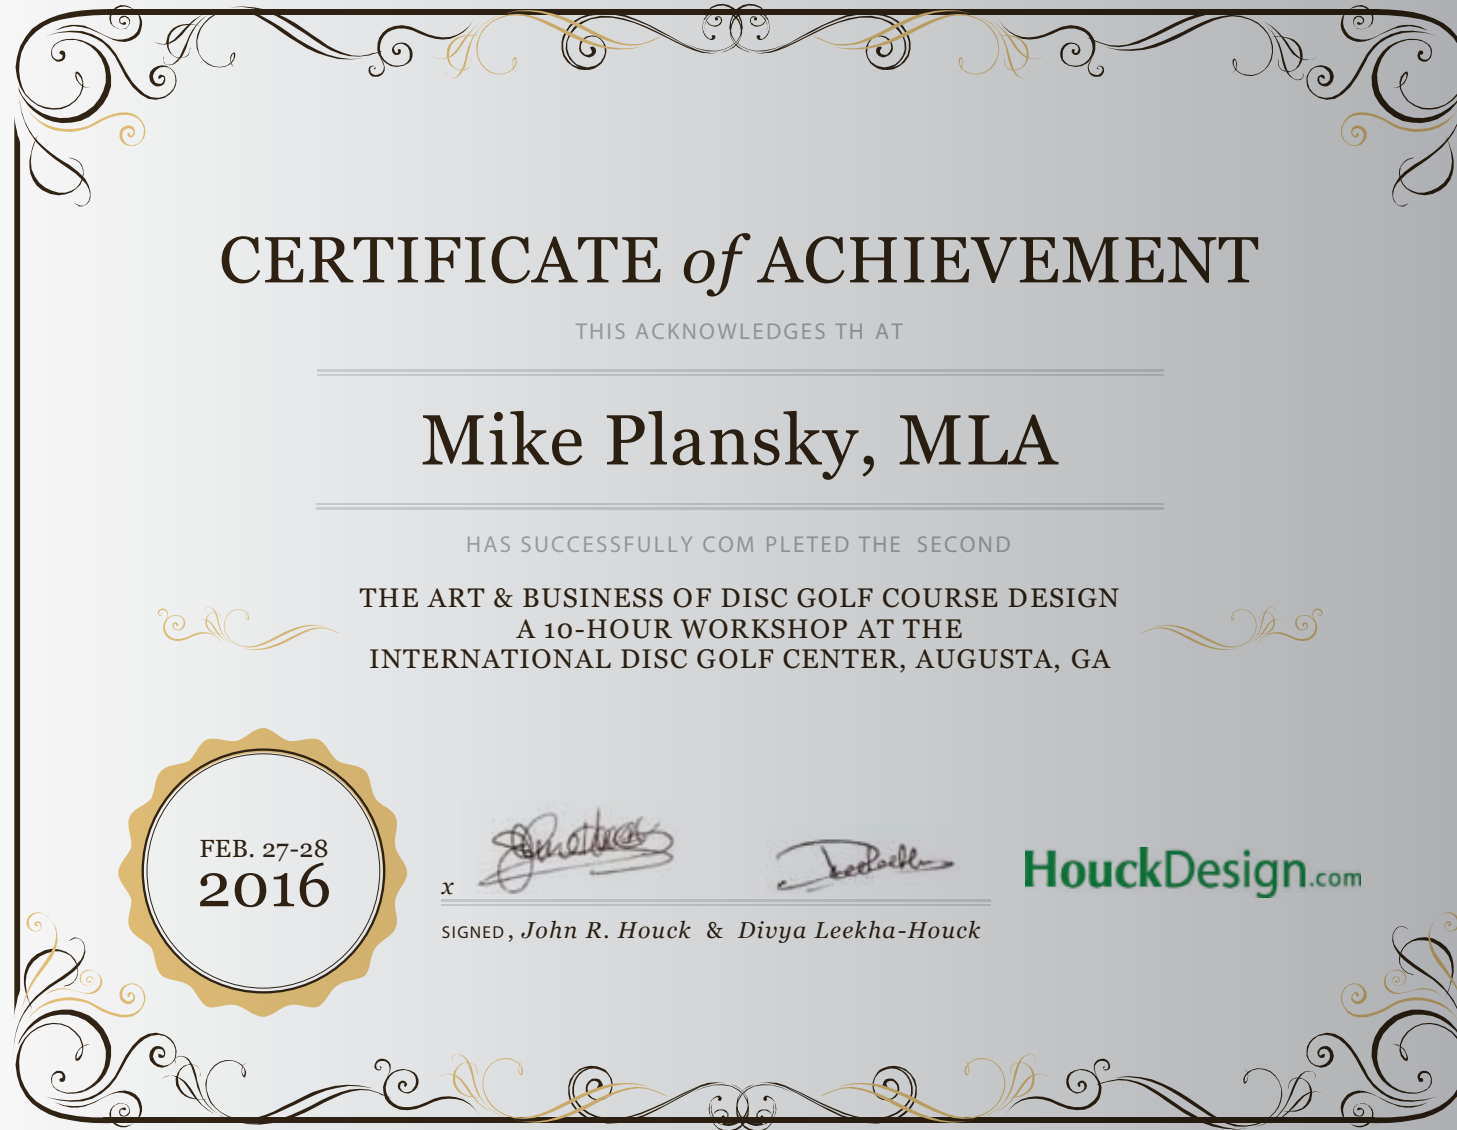 CERTIFICATE of ACHIEVEMENT
THIS ACKNOWLEDGES TH AT
Mike Plansky, MLA
HAS SUCCESSFULLY COM PLETED THE SECOND
THE ART & BUSINESS OF DISC GOLF COURSE DESIGN
A 10-HOUR WORKSHOP AT THE
INTERNATIONAL DISC GOLF CENTER, AUGUSTA, GA
FEB. 27-28
2016
x
SIGNED, John R. Houck & Divya Leekha-Houck
HouckDesign.com